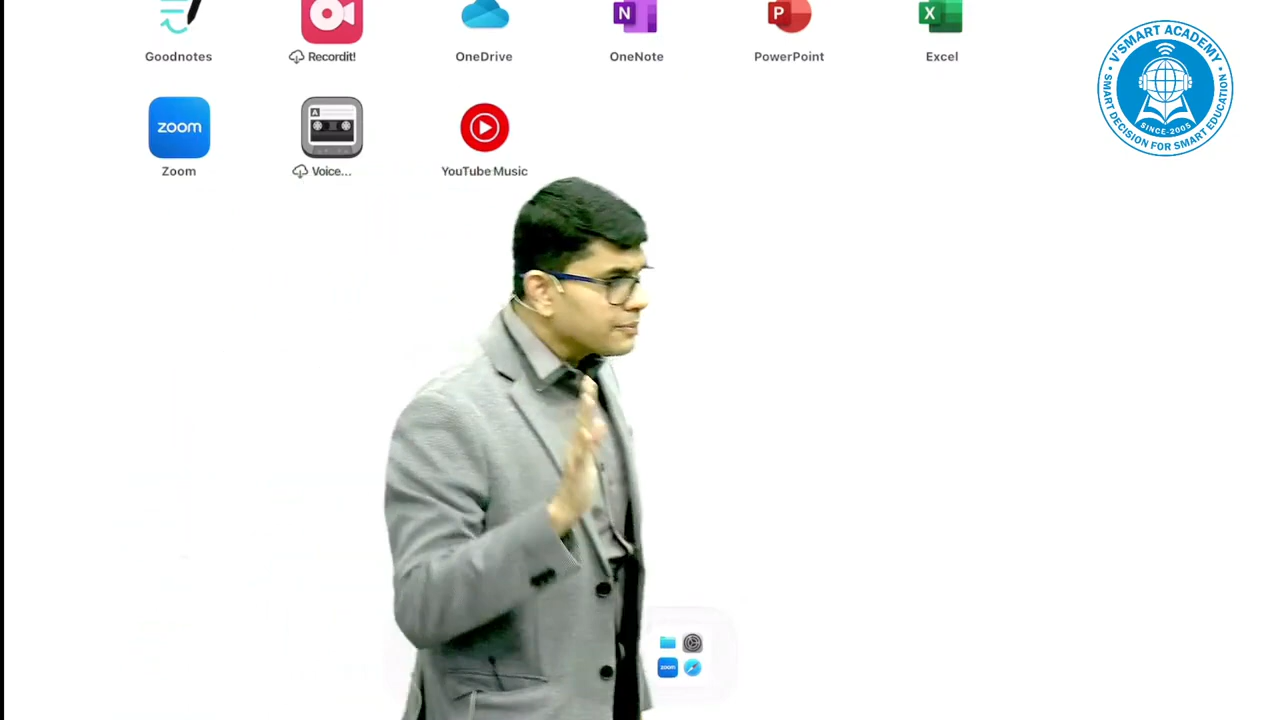 Goodnotes
Recordit!
OneDrive
OneNote
PowerPoint
Excel
N
P
X
zoom
A
Zoom
Voice...
YouTube Music
V'SMART ACADEMY
SINCE-2005
SMART DECISION FOR SMART EDUCATION
zoom